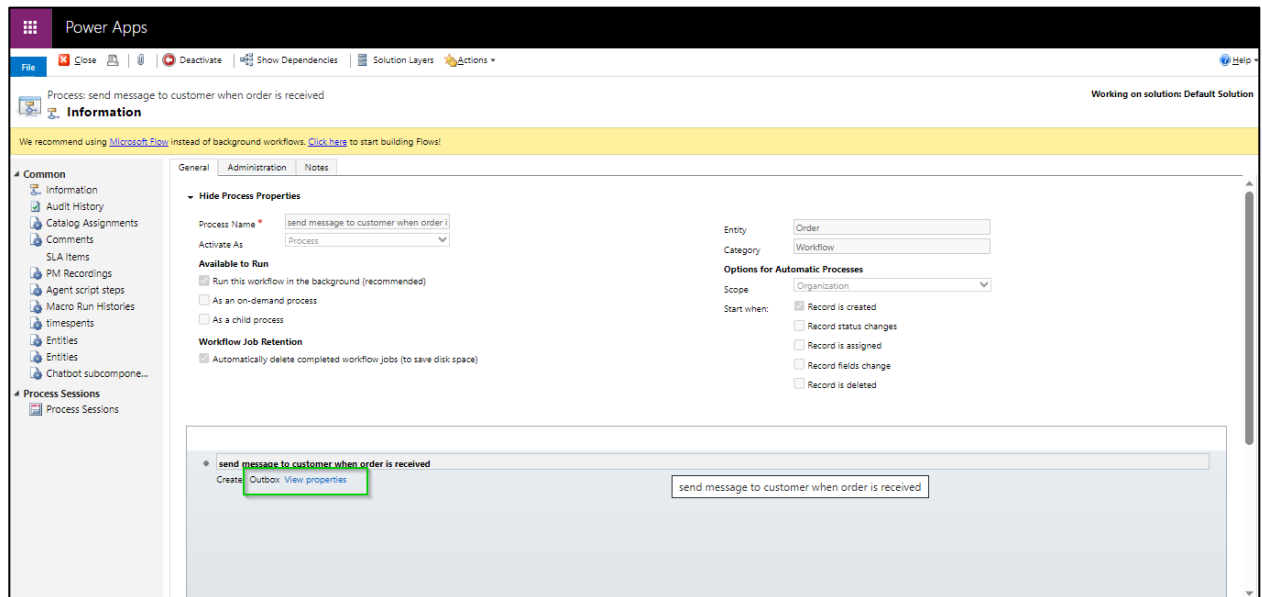 Power Apps
File Close Deactivate Show Dependencies Solution Layers Actions Help
Process: send message to customer when order is received
Information
Working on solution: Default Solution
We recommend using Microsoft Flow instead of background workflows. Click here to start building Flows!
Common
Information
Audit History
Catalog Assignments
Comments
SLA Items
PM Recordings
Agent script steps
Macro Run Histories
timespents
Entities
Entities
Chatbot subcompone...
Process Sessions
Process Sessions
General Administration Notes
Hide Process Properties
Process Name * send message to customer when order i
Activate As Process
Available to Run
Run this workflow in the background (recommended)
As an on-demand process
As a child process
Workflow Job Retention
Automatically delete completed workflow jobs (to save disk space)
Entity Order
Category Workflow
Options for Automatic Processes
Scope Organization
Start when: Record is created
Record status changes
Record is assigned
Record fields change
Record is deleted
send message to customer when order is received
Create Outbox View properties
send message to customer when order is received